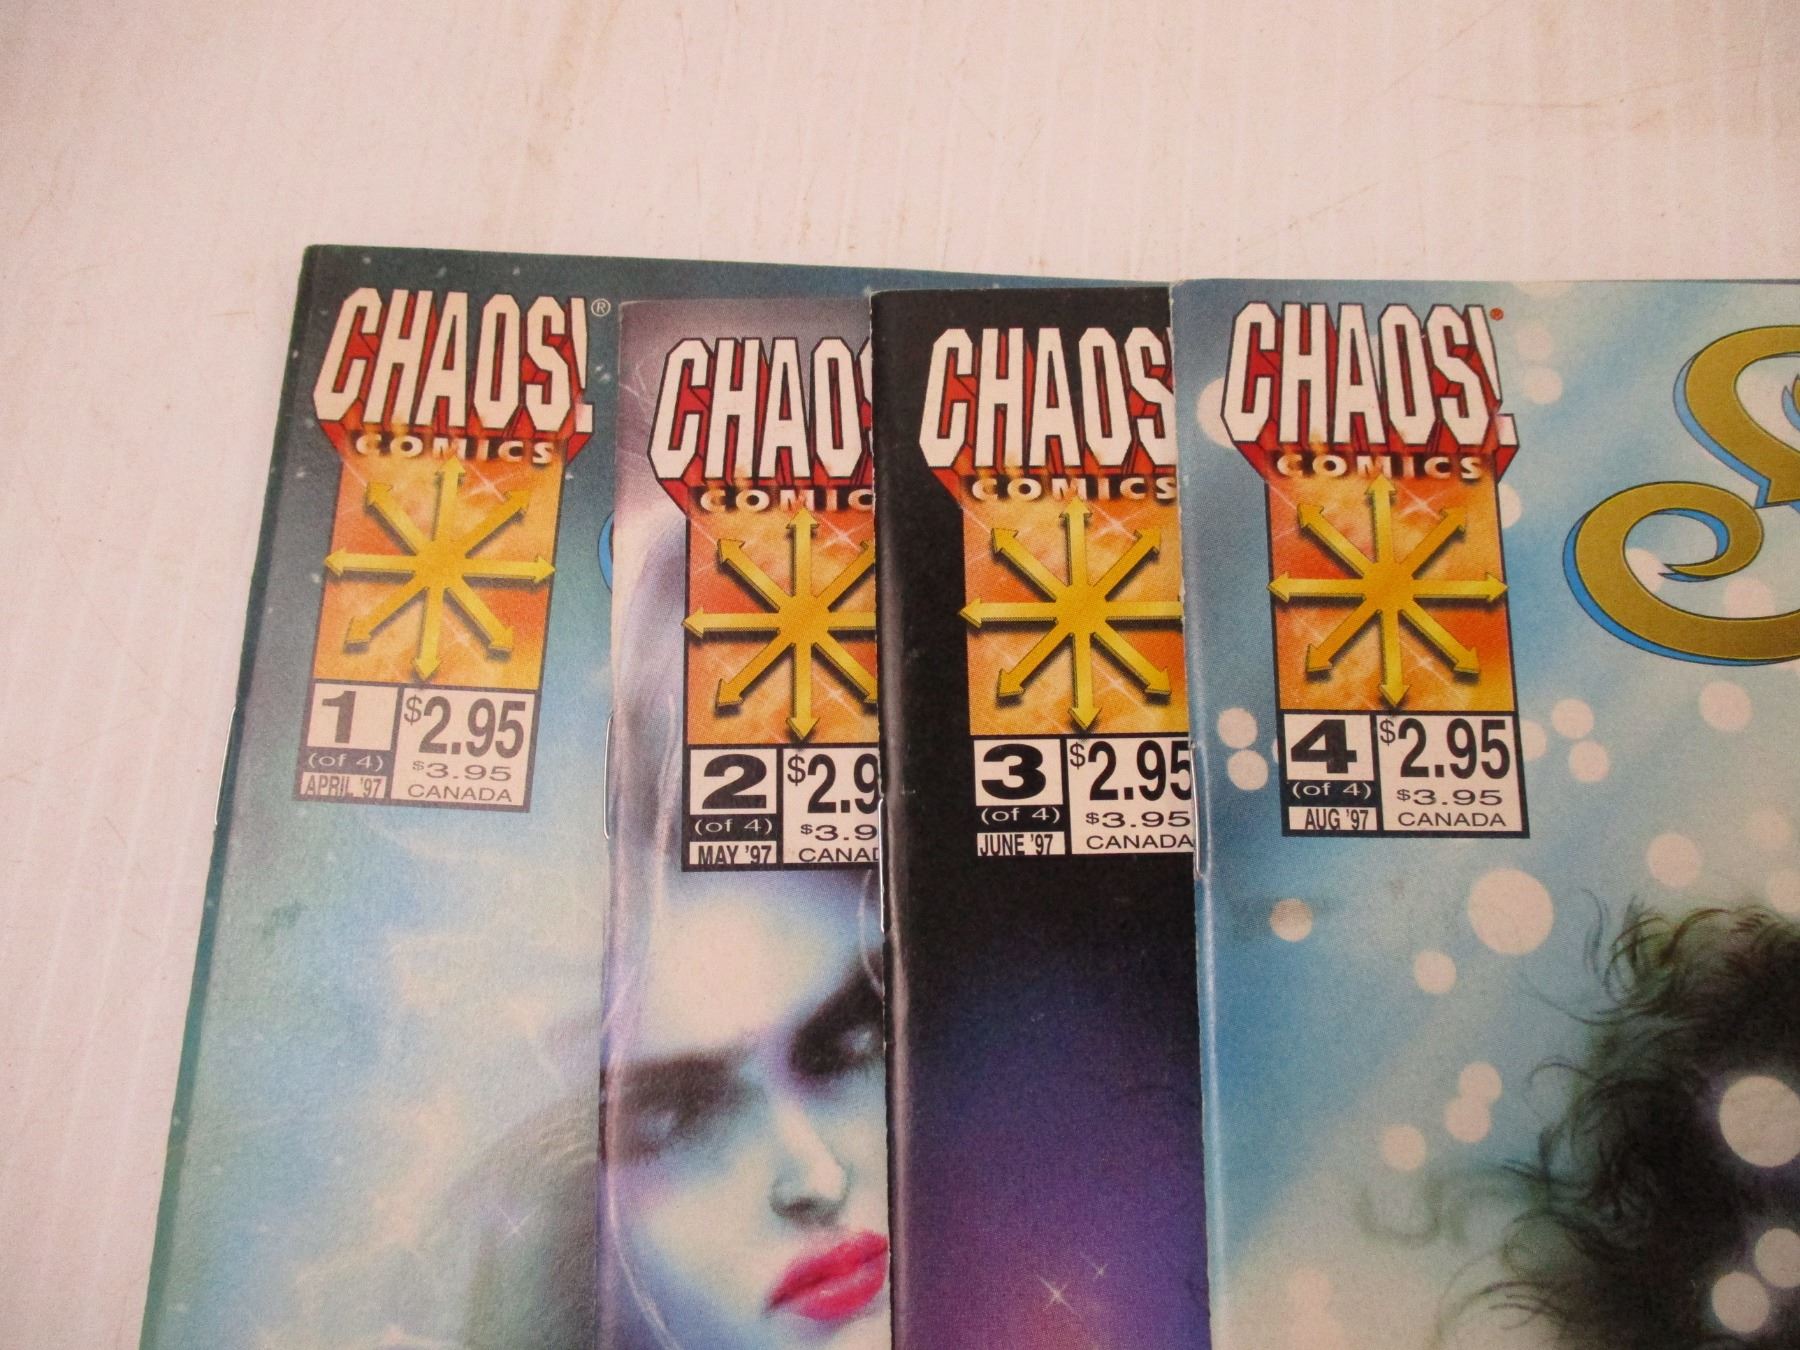 CHAOS!®
COMICS
1
(of 4)
APRIL '97
$2.95
$3.95
CANADA
CHAOS
COMIC
2
(of 4)
MAY '97
$2.9
$3.9
CANA
CHAOS
COMICS
3
(of 4)
JUNE '97
$2.95
$3.95
CANADA
CHAOS!
COMICS
4
(of 4)
AUG '97
$2.95
$3.95
CANADA
S